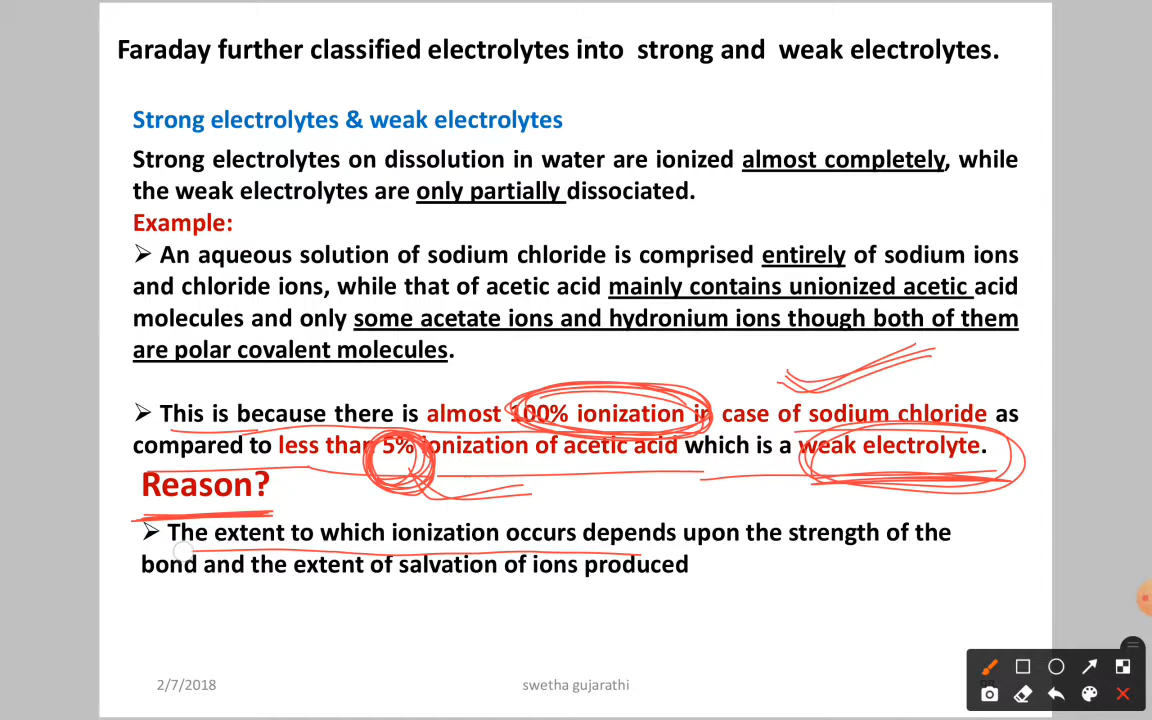 Faraday further classified electrolytes into strong and weak electrolytes.
Strong electrolytes & weak electrolytes
Strong electrolytes on dissolution in water are ionized almost completely, while
the weak electrolytes are only partially dissociated.
Example:
➢ An aqueous solution of sodium chloride is comprised entirely of sodium ions
and chloride ions, while that of acetic acid mainly contains unionized acetic acid
molecules and only some acetate ions and hydronium ions though both of them
are polar covalent molecules.
➢ This is because there is almost 100% ionization in case of sodium chloride as
compared to less than 5% ionization of acetic acid which is a weak electrolyte.
Reason?
➢ The extent to which ionization occurs depends upon the strength of the
bond and the extent of salvation of ions produced
2/7/2018
swetha gujarathi